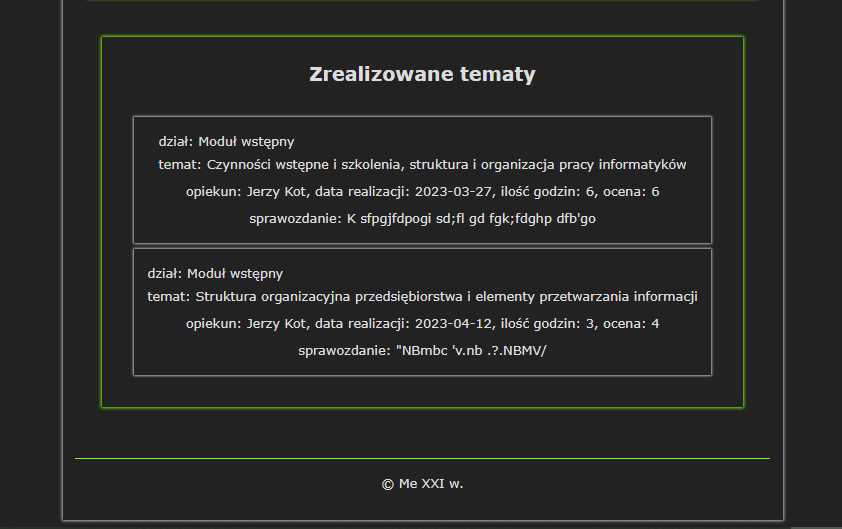 Zrealizowane tematy
dział: Moduł wstępny
temat: Czynności wstępne i szkolenia, struktura i organizacja pracy informatyków
opiekun: Jerzy Kot, data realizacji: 2023-03-27, ilość godzin: 6, ocena: 6
sprawozdanie: K sfpgjfdpogi sd;fl gd fgk;fdghp dfb'go
dział: Moduł wstępny
temat: Struktura organizacyjna przedsiębiorstwa i elementy przetwarzania informacji
opiekun: Jerzy Kot, data realizacji: 2023-04-12, ilość godzin: 3, ocena: 4
sprawozdanie: "NBmbc 'v.nb .?.NBMV/
© Me XXI w.